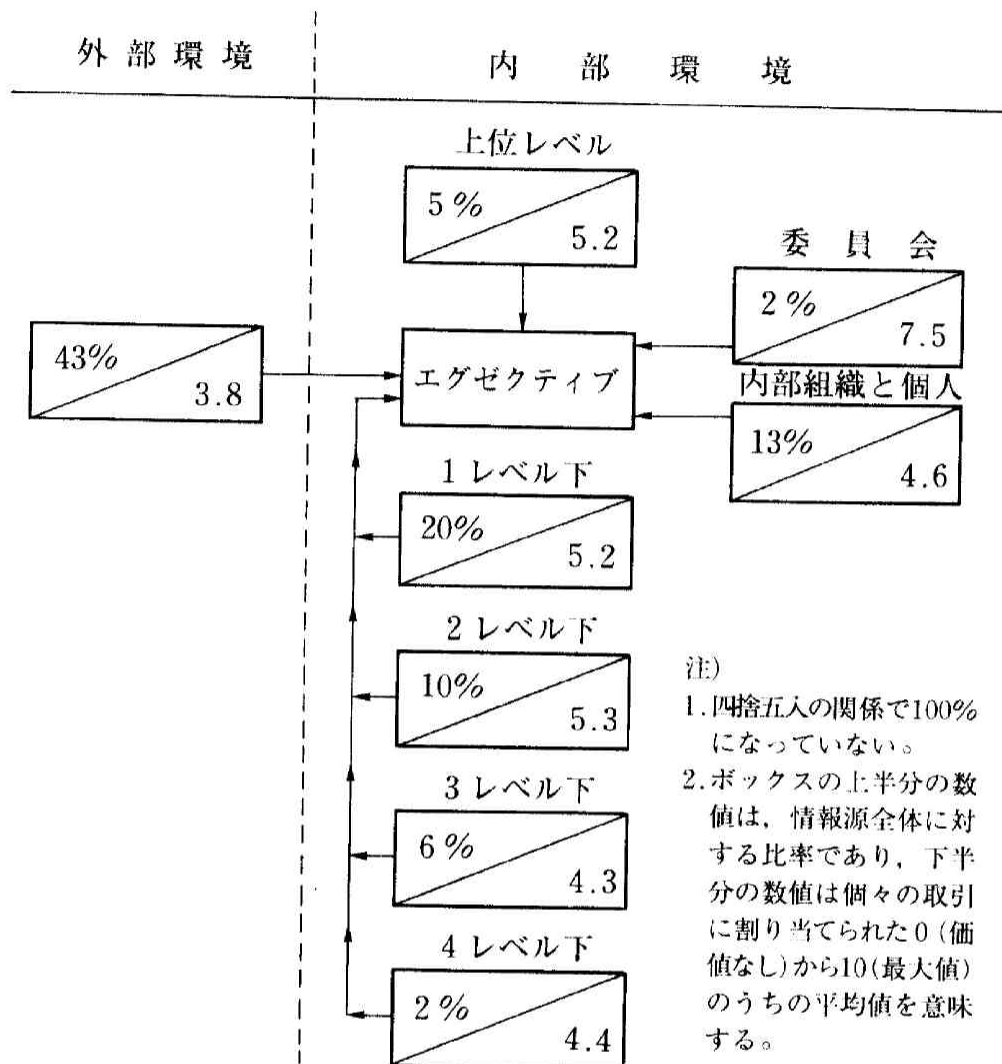 外部環境
内部環境
上位レベル
5%
5.2
委員会
2%
7.5
43%
3.8
エグゼクティブ
内部組織と個人
13%
4.6
1レベル下
20%
5.2
2レベル下
10%
5.3
3レベル下
6%
4.3
4レベル下
2%
4.4
注)
1.四捨五入の関係で100%
になっていない。
2.ボックスの上半分の数
値は，情報源全体に対
する比率であり，下半
分の数値は個々の取引
に割り当てられた0(価
値なし)から10(最大値)
のうちの平均値を意味
する。